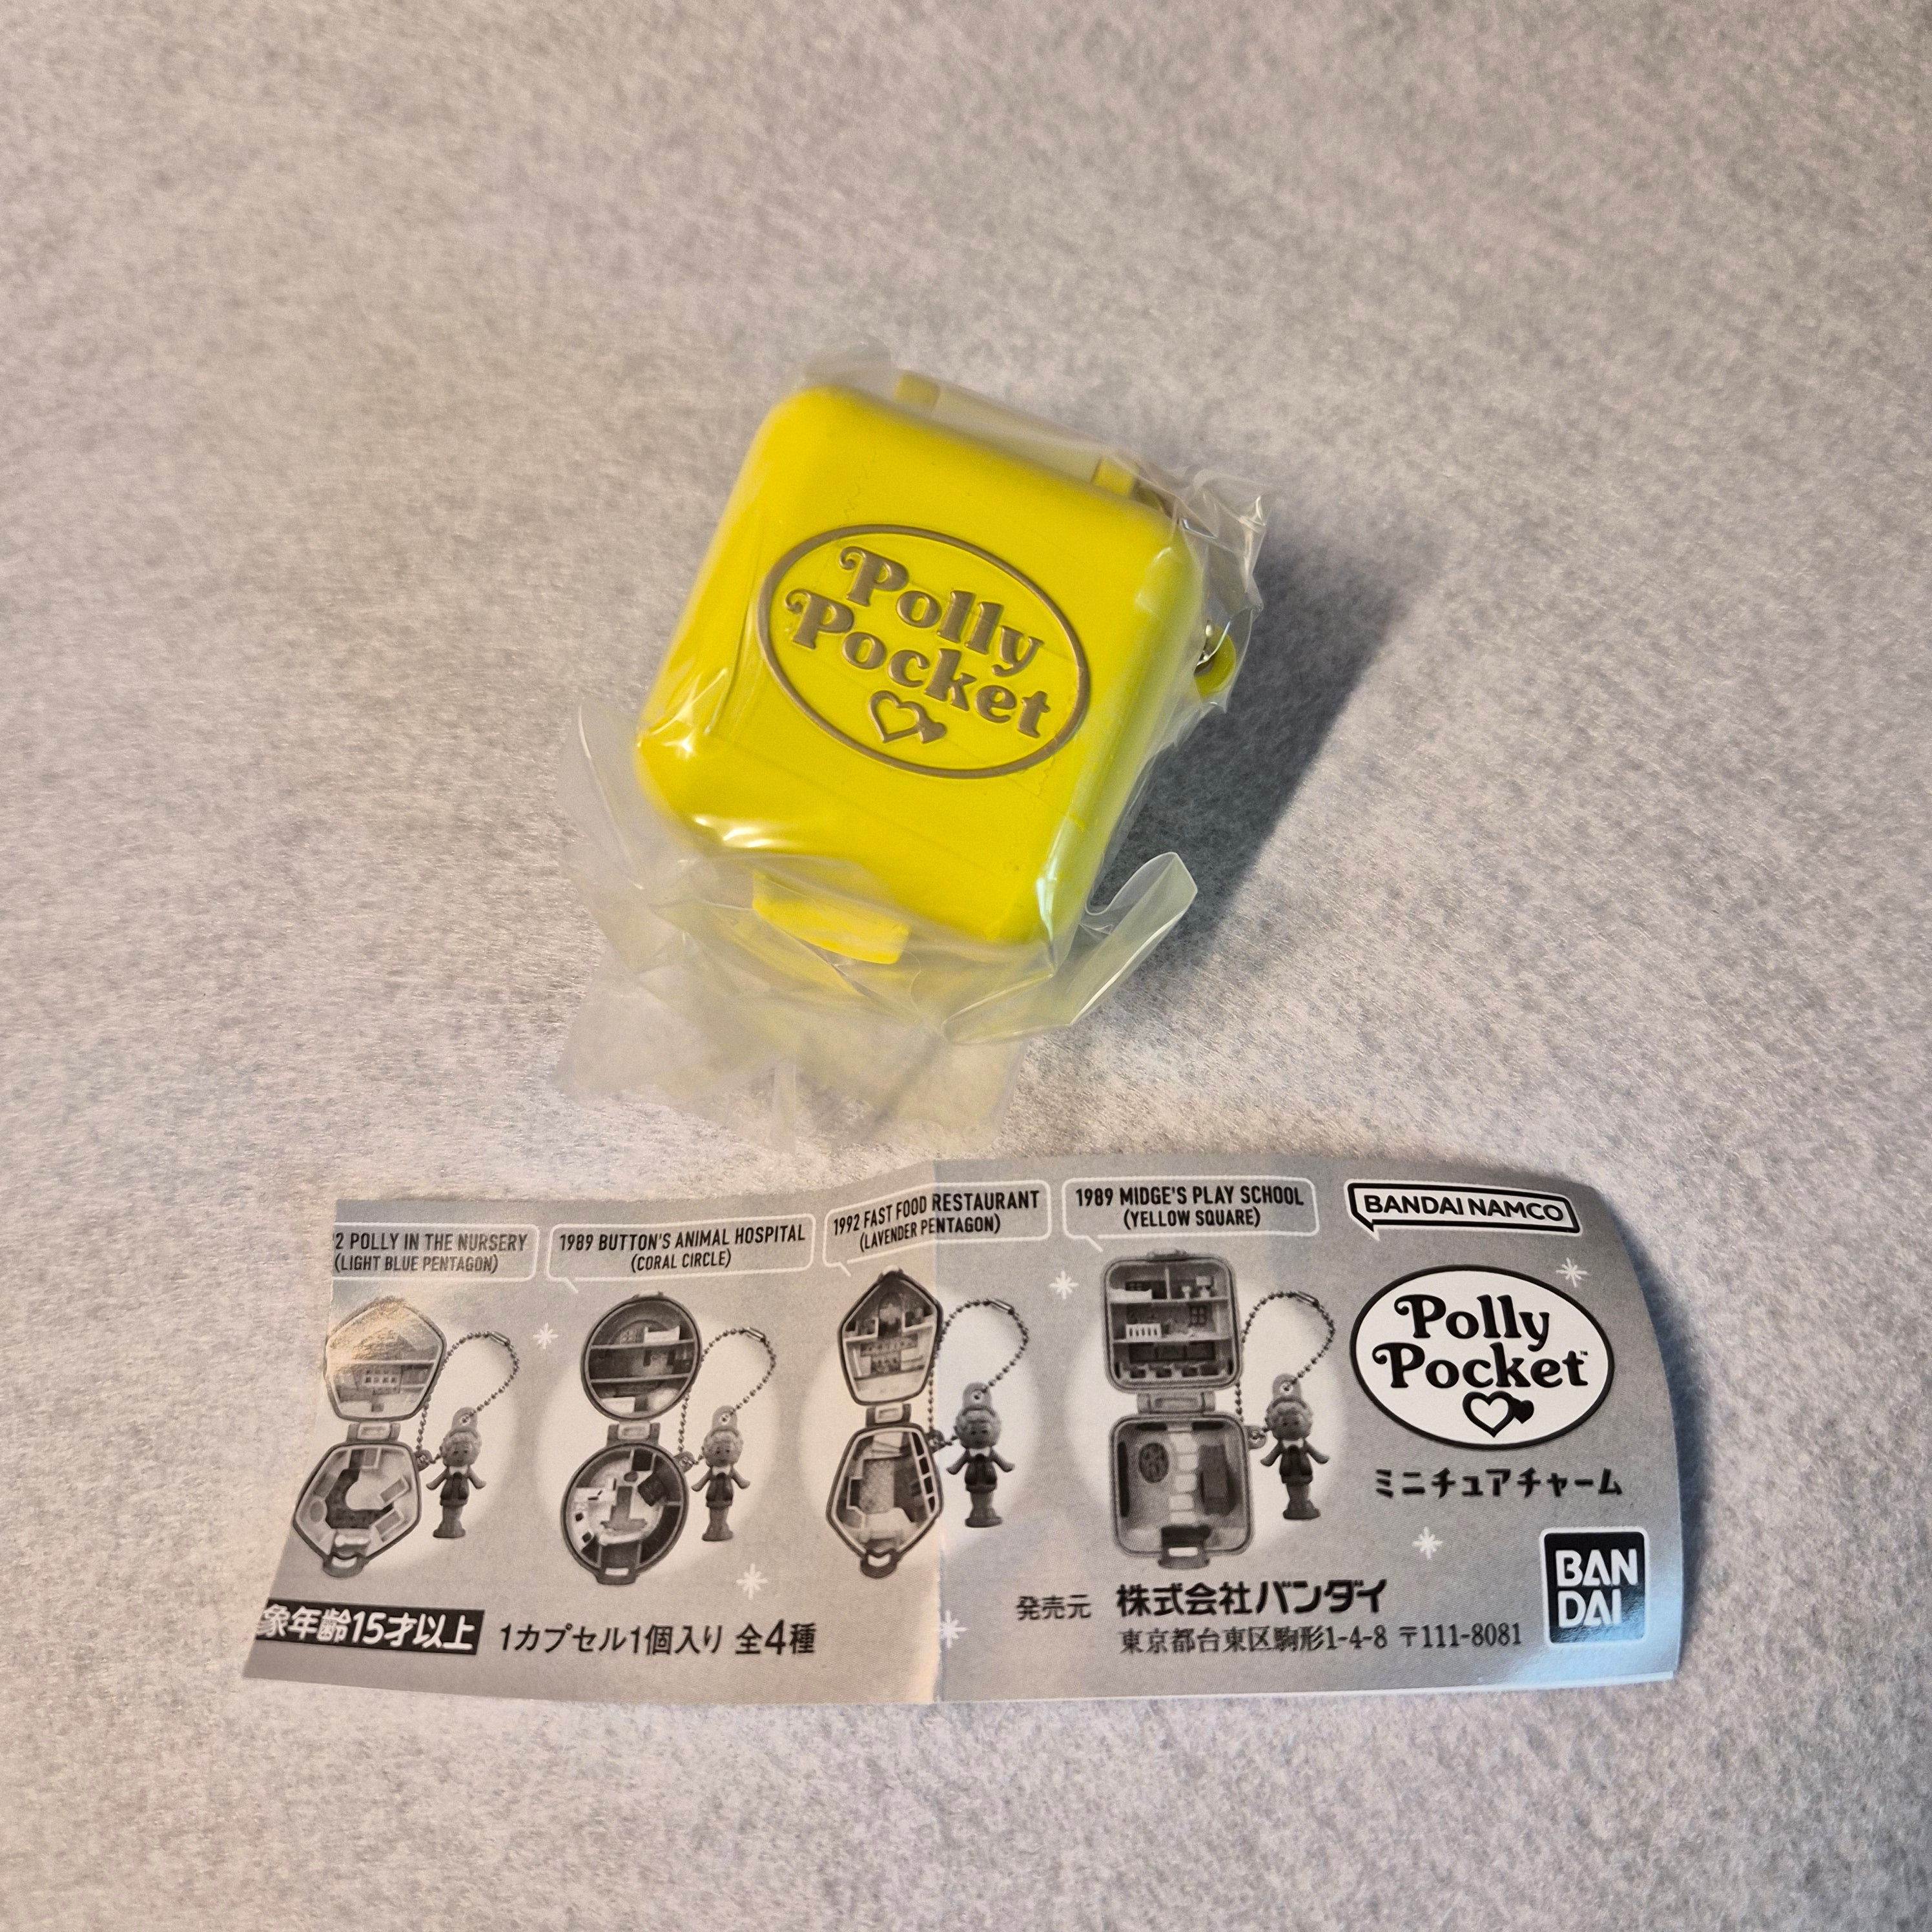 Polly
Pocket
'2 POLLY IN THE NURSERY
(LIGHT BLUE PENTAGON)
1989 BUTTON'S ANIMAL HOSPITAL
(CORAL CIRCLE)
1992 FAST FOOD RESTAURANT
(LAVENDER PENTAGON)
1989 MIDGE'S PLAY SCHOOL
(YELLOW SQUARE)
BANDAI NAMCO
Polly
Pocket™
ミニチュアチャーム
象年齢15才以上
1カプセル1個入り 全4種
発売元 株式会社バンダイ
東京都台東区駒形1-4-8 〒111-8081
BAN
DAI